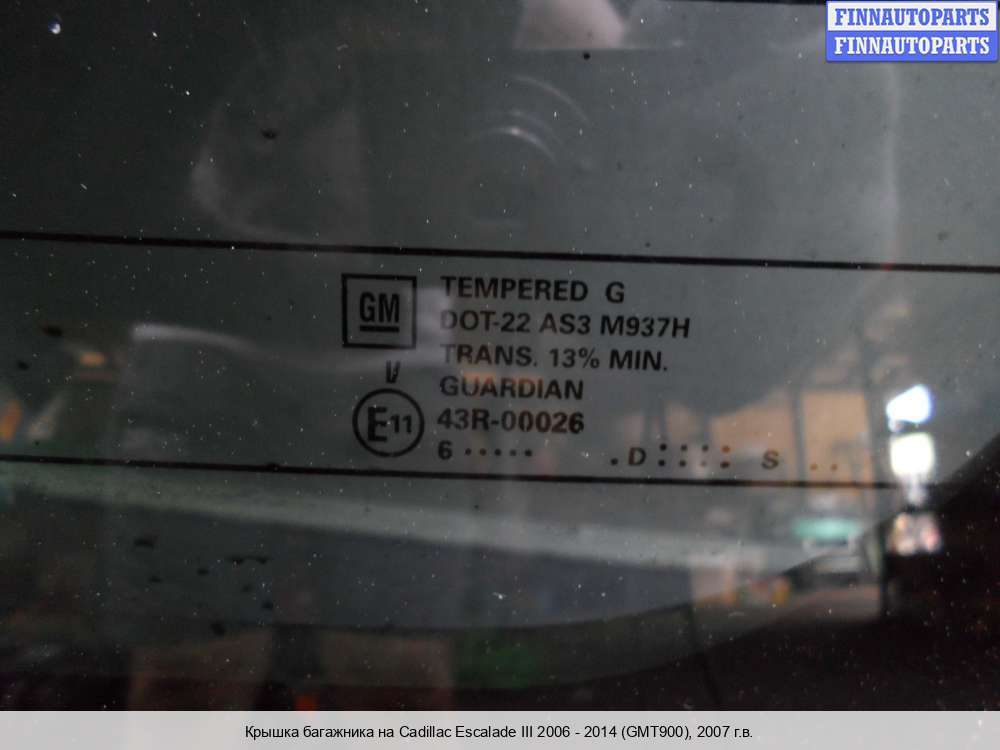 FINNAUTOPARTS
FINNAUTOPARTS
GM
TEMPERED G
DOT-22 AS3 M937H
TRANS. 13% MIN.
V
GUARDIAN
E11
43R-00026
6 ..... .D:::: S ..
Крышка багажника на Cadillac Escalade III 2006 - 2014 (GMT900), 2007 г.в.